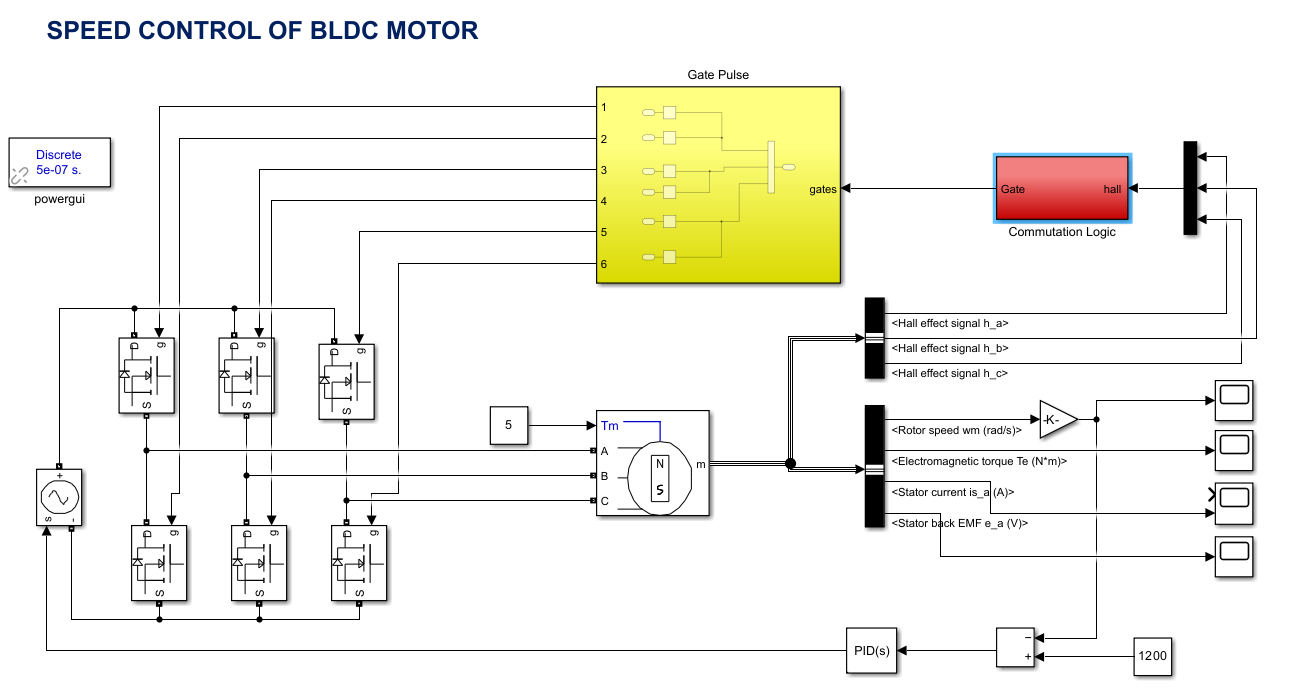 SPEED CONTROL OF BLDC MOTOR
Gate Pulse
1
2
3
4
5
6
gates
Discrete
5e-07 s.
powergui
Gate
hall
Commutation Logic
<Hall effect signal h_a>
<Hall effect signal h_b>
<Hall effect signal h_c>
D
g
S
D
g
S
D
g
S
5
Tm
A
B
C
N
S
m
<Rotor speed wm (rad/s)>
-K-
<Electromagnetic torque Te (N*m)>
<Stator current is_a (A)>
<Stator back EMF e_a (V)>
+
s
-
D
g
S
D
g
S
D
g
S
PID(s)
−
+
1200